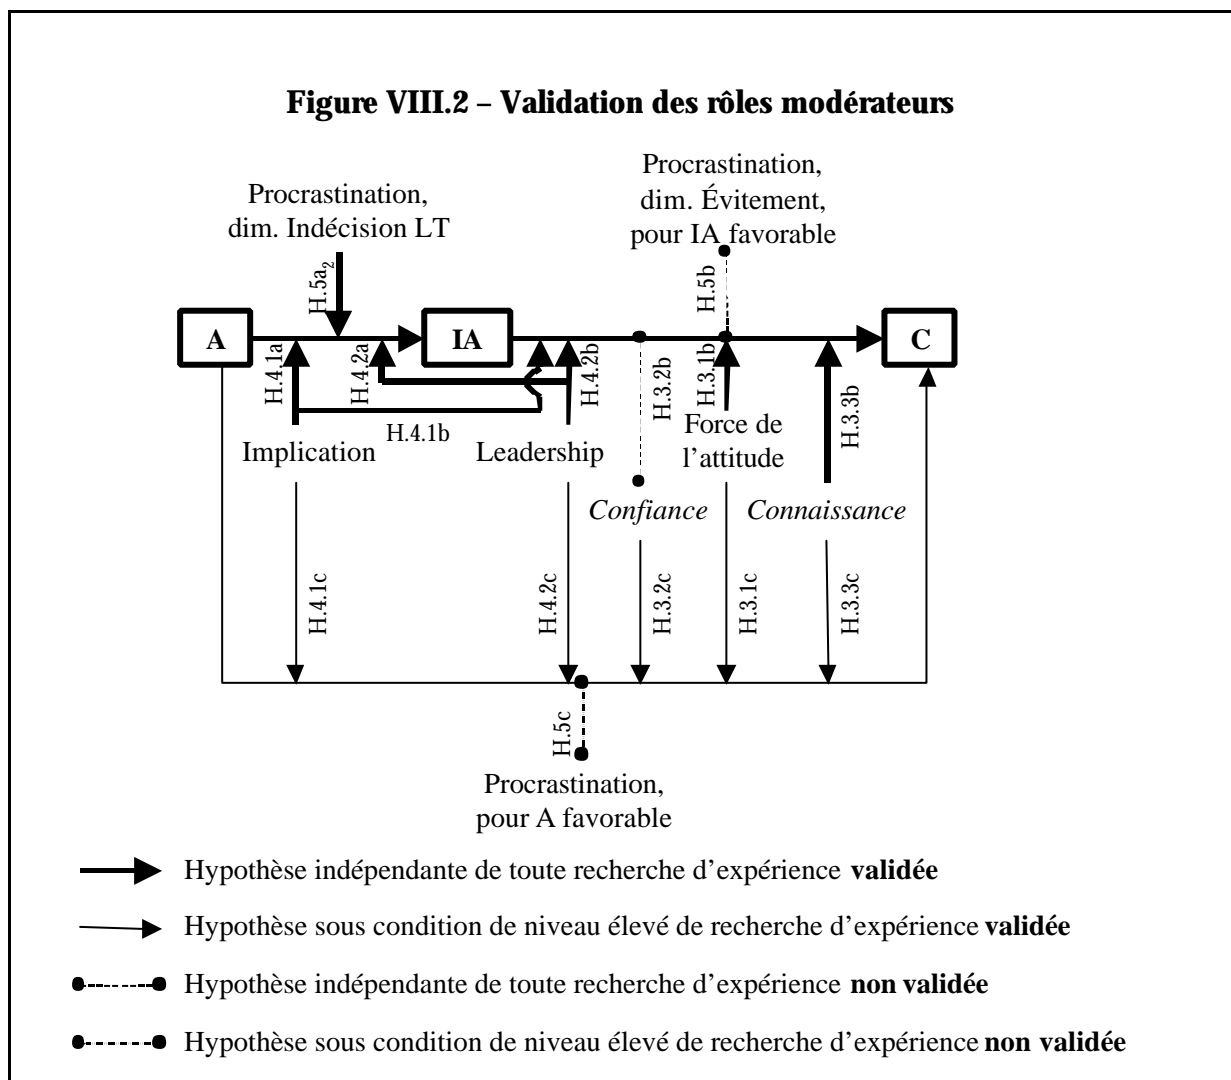 Figure VIII.2 – Validation des rôles modérateurs
Procrastination,
dim. Indécision LT
Procrastination,
dim. Évitement,
pour IA favorable
H.5a2
H.5b
A
IA
C
H.4.1a
H.4.2a
H.4.2b
H.3.2b
H.3.1b
H.3.3b
H.4.1b
Implication
Leadership
Force de
l’attitude
Confiance
Connaissance
H.4.1c
H.4.2c
H.3.2c
H.3.1c
H.3.3c
H.5c
Procrastination,
pour A favorable
Hypothèse indépendante de toute recherche d’expérience validée
Hypothèse sous condition de niveau élevé de recherche d’expérience validée
Hypothèse indépendante de toute recherche d’expérience non validée
Hypothèse sous condition de niveau élevé de recherche d’expérience non validée